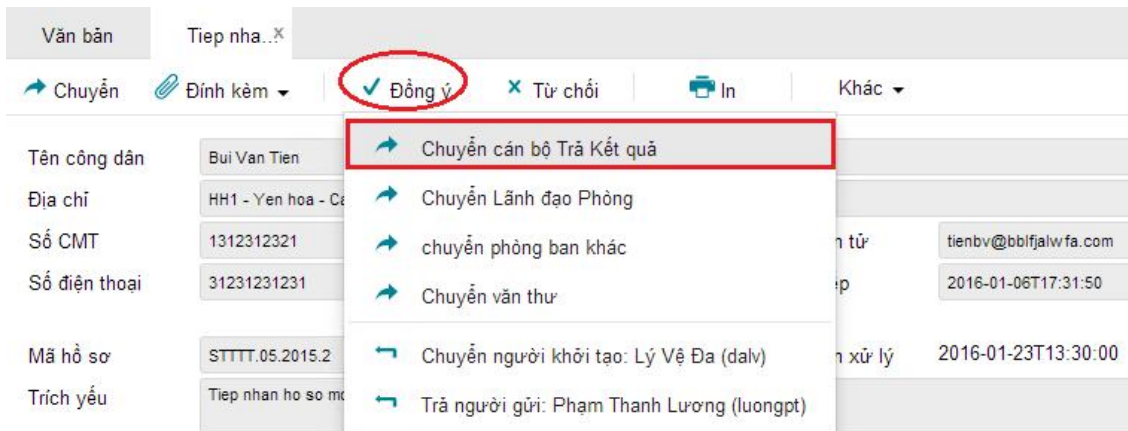 Văn bản Tiep nha... x
Chuyển Đính kèm Đồng ý Từ chối In Khác
Tên công dân Bui Van Tien Chuyển cán bộ Trả Kết quả
Địa chỉ HH1 - Yen hoa - Ca Chuyển Lãnh đạo Phòng
Số CMT 1312312321 chuyển phòng ban khác tử tienbv@bblfjalwfa.com
Số điện thoại 31231231231 Chuyển văn thư 2016-01-06T17:31:50
Mã hồ sơ STTTT.05.2015.2 Chuyển người khởi tạo: Lý Vệ Đa (dalv) xử lý 2016-01-23T13:30:00
Trích yếu Tiep nhan ho so mo Trả người gửi: Phạm Thanh Lương (luongpt)